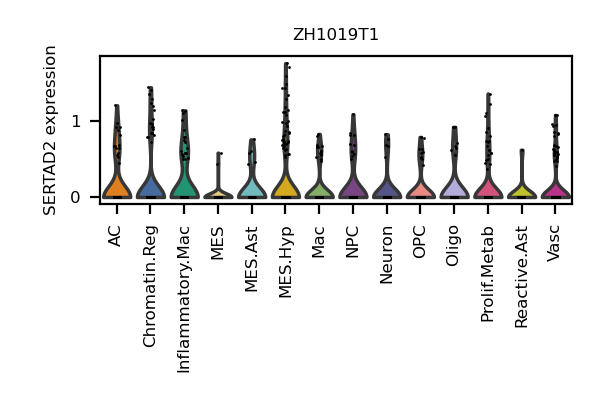 ZH1019T1
SERTAD2 expression
1
0
AC
Chromatin.Reg
Inflammatory.Mac
MES
MES.Ast
MES.Hyp
Mac
NPC
Neuron
OPC
Oligo
Prolif.Metab
Reactive.Ast
Vasc